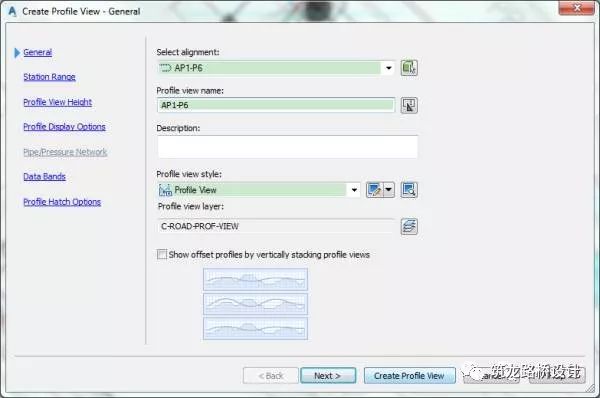 Create Profile View - General
General
Station Range
Profile View Height
Profile Display Options
Pipe/Pressure Network
Data Bands
Profile Hatch Options
Select alignment:
AP1-P6
Profile view name:
AP1-P6
Description:
Profile view style:
Profile View
Profile view layer:
C-ROAD-PROF-VIEW
Show offset profiles by vertically stacking profile views
< Back
Next >
Create Profile View
筑龙路桥设计